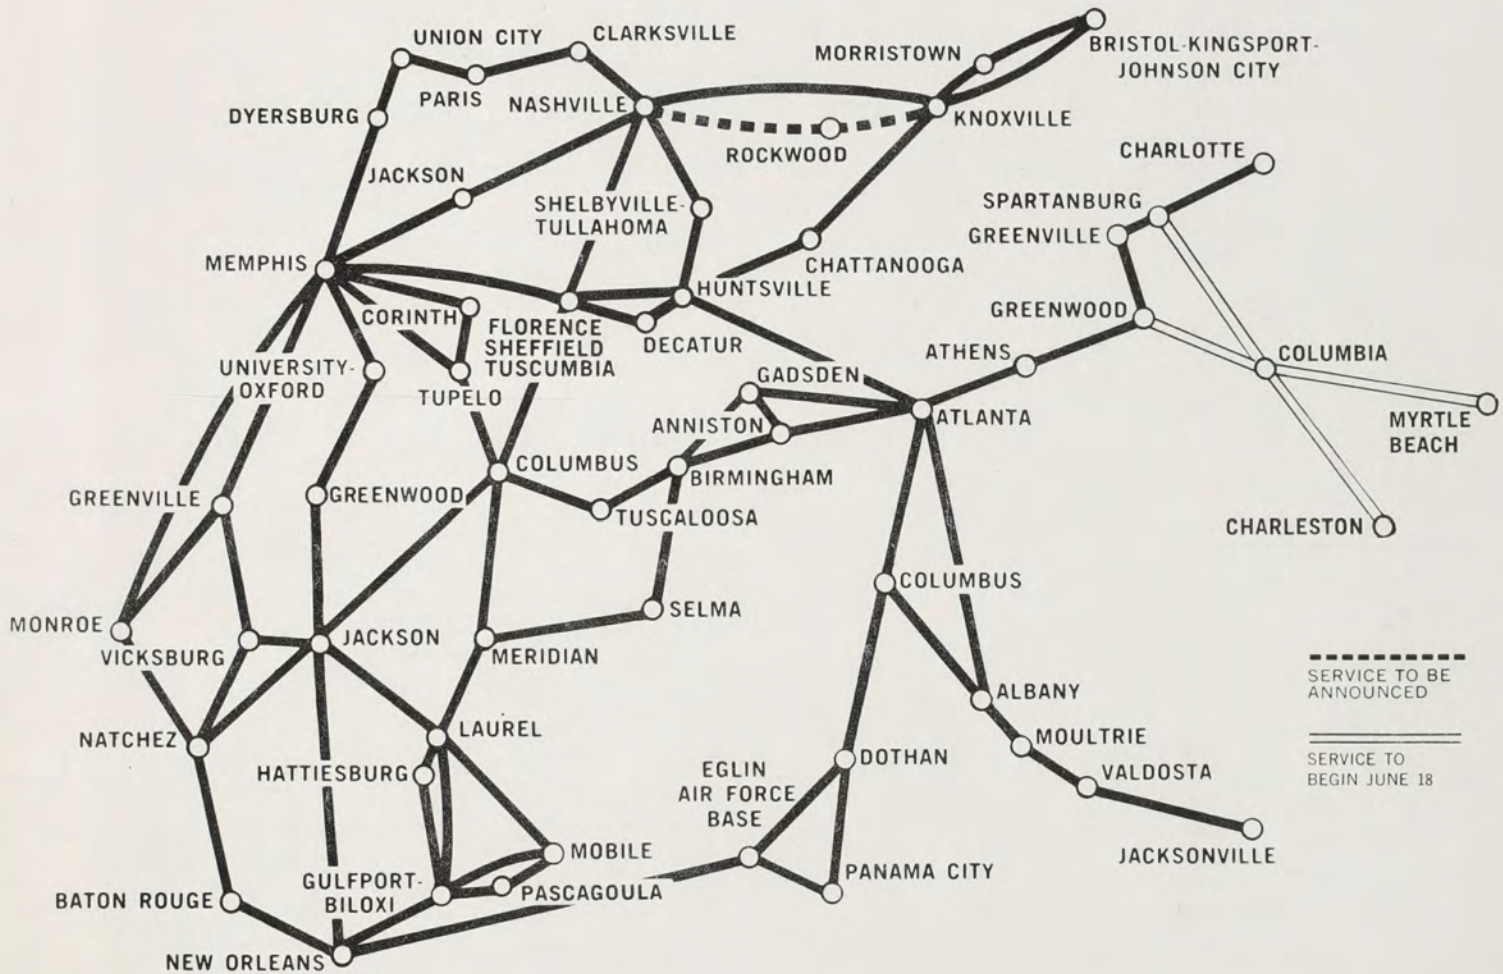 UNION CITY
CLARKSVILLE
BRISTOL-KINGSPORT-
JOHNSON CITY
MORRISTOWN
PARIS
NASHVILLE
DYERSBURG
KNOXVILLE
ROCKWOOD
CHARLOTTE
JACKSON
SHELBYVILLE-
TULLAHOMA
SPARTANBURG
GREENVILLE
MEMPHIS
CHATTANOOGA
HUNTSVILLE
CORINTH
FLORENCE
SHEFFIELD
TUSCUMBIA
DECATUR
GREENWOOD
ATHENS
COLUMBIA
UNIVERSITY-
OXFORD
TUPELO
GADSDEN
ANNISTON
ATLANTA
MYRTLE
BEACH
COLUMBUS
BIRMINGHAM
GREENVILLE
GREENWOOD
TUSCALOOSA
CHARLESTON
COLUMBUS
SELMA
MONROE
VICKSBURG
JACKSON
MERIDIAN
SERVICE TO BE
ANNOUNCED
ALBANY
NATCHEZ
LAUREL
MOULTRIE
HATTIESBURG
EGLIN
AIR FORCE
BASE
DOTHAN
VALDOSTA
SERVICE TO
BEGIN JUNE 18
MOBILE
JACKSONVILLE
GULFPORT-
BILOXI
PASCAGOULA
PANAMA CITY
BATON ROUGE
NEW ORLEANS